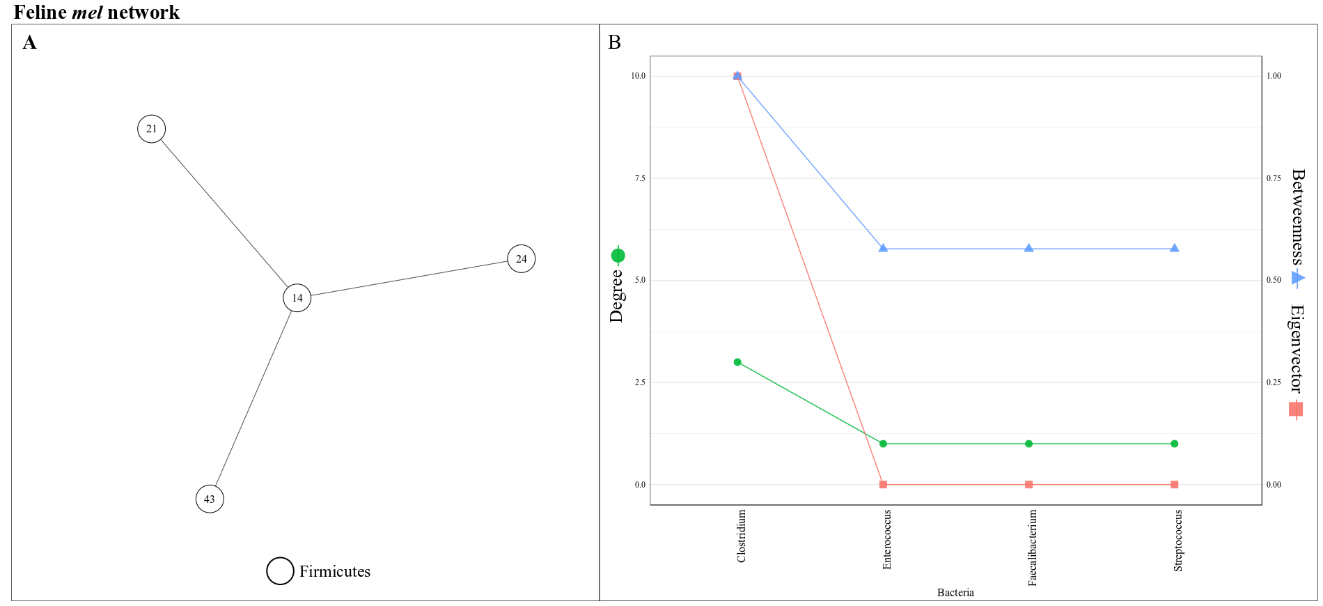 Feline mel network
A
21
24
14
43
Firmicutes
B
10.0
7.5
5.0
2.5
0.0
Degree
1.00
0.75
0.50
0.25
0.00
Betweenness
Eigenvector
Clostridium
Enterococcus
Faecalibacterium
Streptococcus
Bacteria